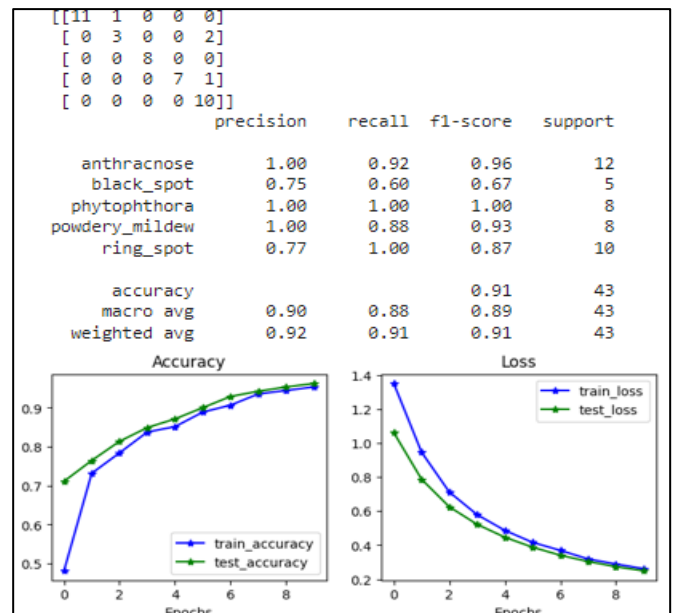 [[11 1 0 0 0]
[ 0 3 0 0 2]
[ 0 0 8 0 0]
[ 0 0 0 7 1]
[ 0 0 0 0 10]]
precision recall f1-score support
anthracnose 1.00 0.92 0.96 12
black_spot 0.75 0.60 0.67 5
phytophthora 1.00 1.00 1.00 8
powdery_mildew 1.00 0.88 0.93 8
ring_spot 0.77 1.00 0.87 10
accuracy 0.91 43
macro avg 0.90 0.88 0.89 43
weighted avg 0.92 0.91 0.91 43
Accuracy
0.9
0.8
0.7
0.6
0.5
train_accuracy
test_accuracy
0 2 4 6 8
Epochs
Loss
1.4
1.2
1.0
0.8
0.6
0.4
0.2
train_loss
test_loss
0 2 4 6 8
Epochs